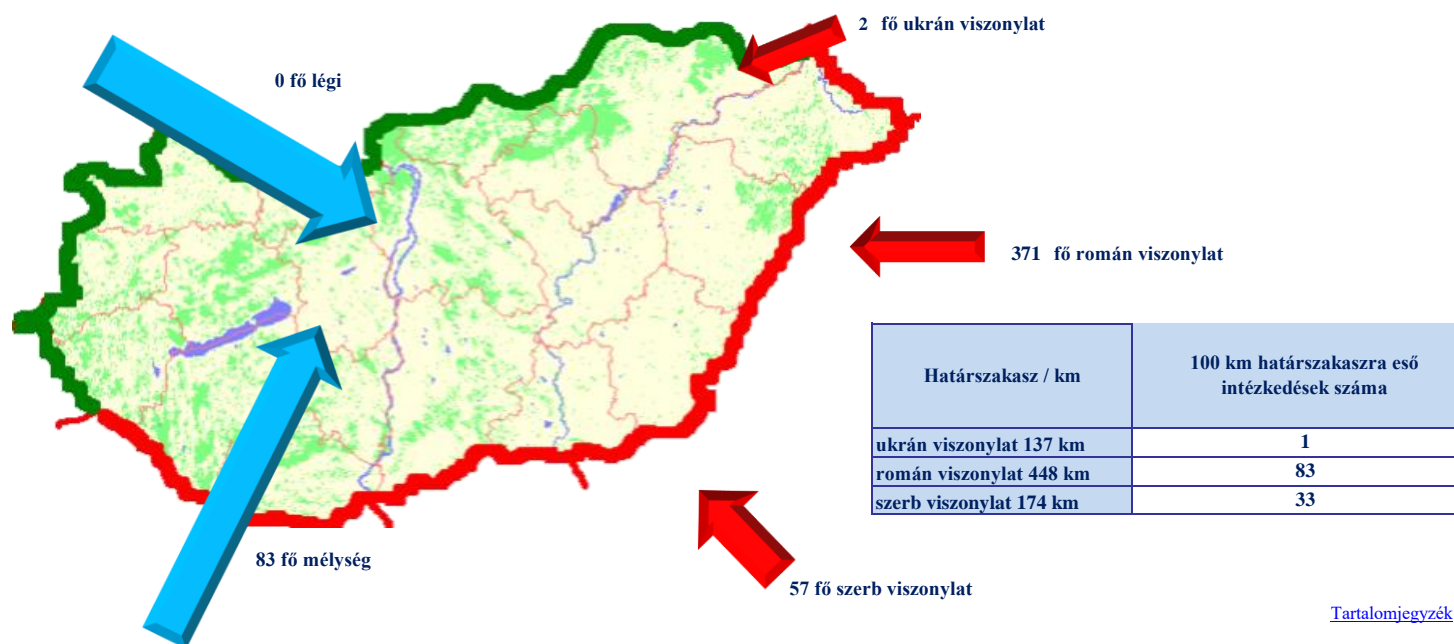 2 fő ukrán viszonylat
0 fő légi
371 fő román viszonylat
Határszakasz / km
100 km határszakaszra eső
intézkedések száma
ukrán viszonylat 137 km 1
román viszonylat 448 km 83
szerb viszonylat 174 km 33
83 fő mélység
57 fő szerb viszonylat
Tartalomjegyzék